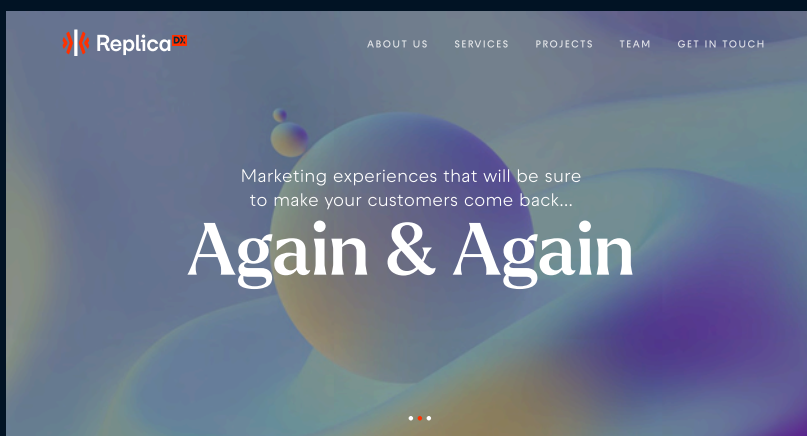 Replica DX
ABOUT US SERVICES PROJECTS TEAM GET IN TOUCH
Marketing experiences that will be sure
to make your customers come back...
Again & Again